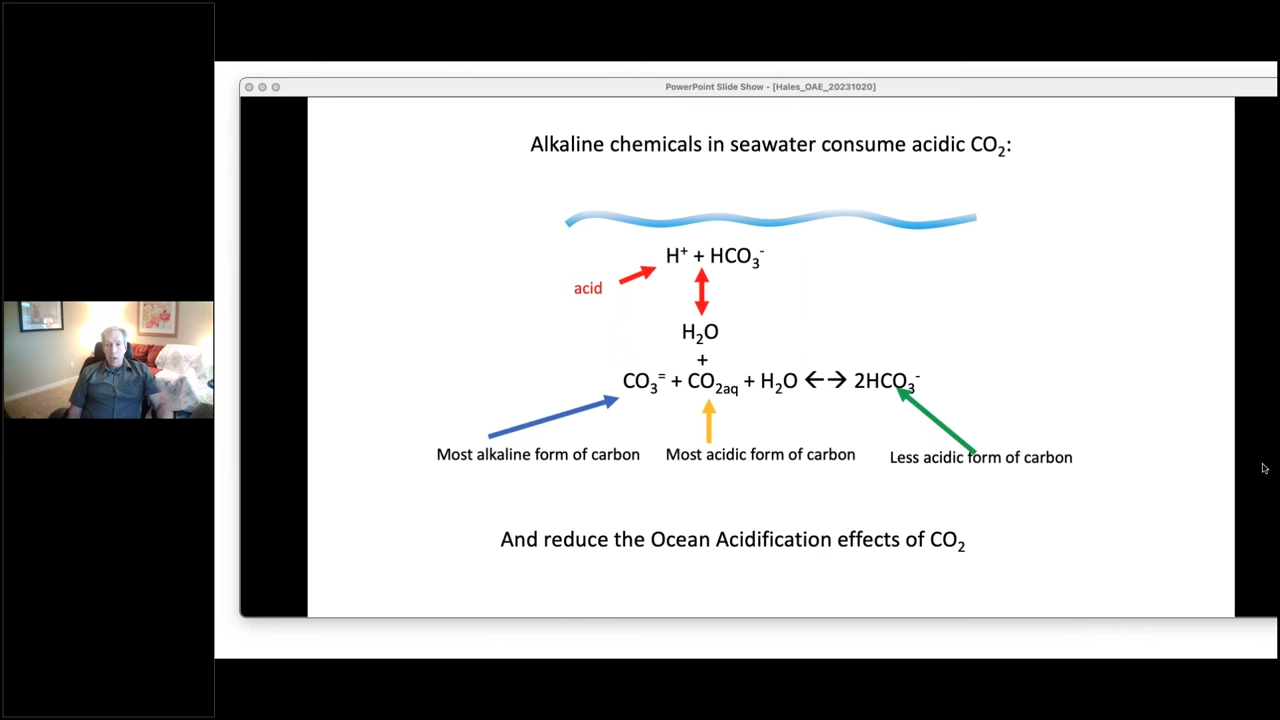 PowerPoint Slide Show - [Hales_OAE_20231020]
Alkaline chemicals in seawater consume acidic CO₂:
H⁺ + HCO₃⁻
acid
H₂O
+
CO₃⁼ + CO₂aq + H₂O ←→ 2HCO₃⁻
Most alkaline form of carbon
Most acidic form of carbon
Less acidic form of carbon
And reduce the Ocean Acidification effects of CO₂